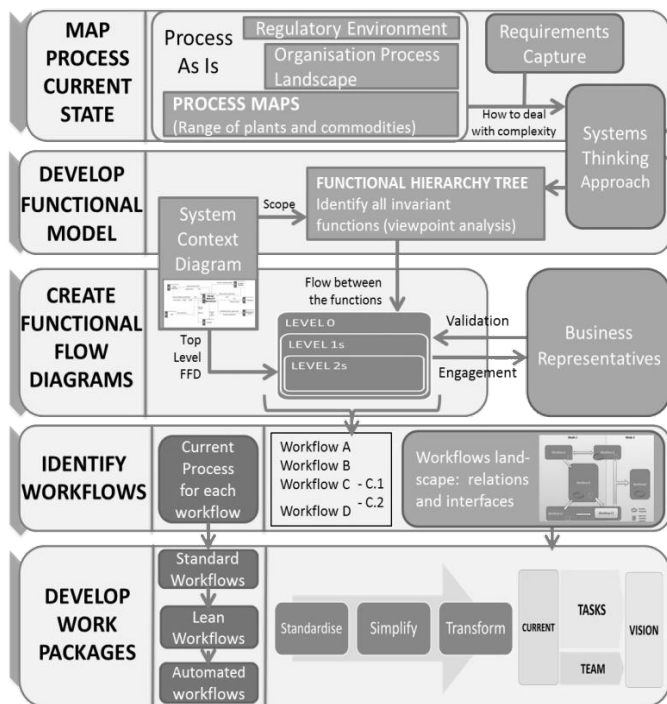 MAP
PROCESS
CURRENT
STATE
Process
As Is
Regulatory Environment
Organisation Process
Landscape
PROCESS MAPS
(Range of plants and commodities)
Requirements
Capture
How to deal
with complexity
Systems
Thinking
Approach
DEVELOP
FUNCTIONAL
MODEL
System
Context
Diagram
Scope
FUNCTIONAL HIERARCHY TREE
Identify all invariant
functions (viewpoint analysis)
CREATE
FUNCTIONAL
FLOW
DIAGRAMS
Top
Level
FFD
Flow between
the functions
LEVEL 0
LEVEL 1s
LEVEL 2s
Validation
Engagement
Business
Representatives
IDENTIFY
WORKFLOWS
Current
Process
for each
workflow
Workflow A
Workflow B
Workflow C - C.1
- C.2
Workflow D
Workflows land-
scape: relations
and interfaces
DEVELOP
WORK
PACKAGES
Standard
Workflows
Lean
Workflows
Automated
workflows
Standardise
Simplify
Transform
CURRENT
TASKS
TEAM
VISION